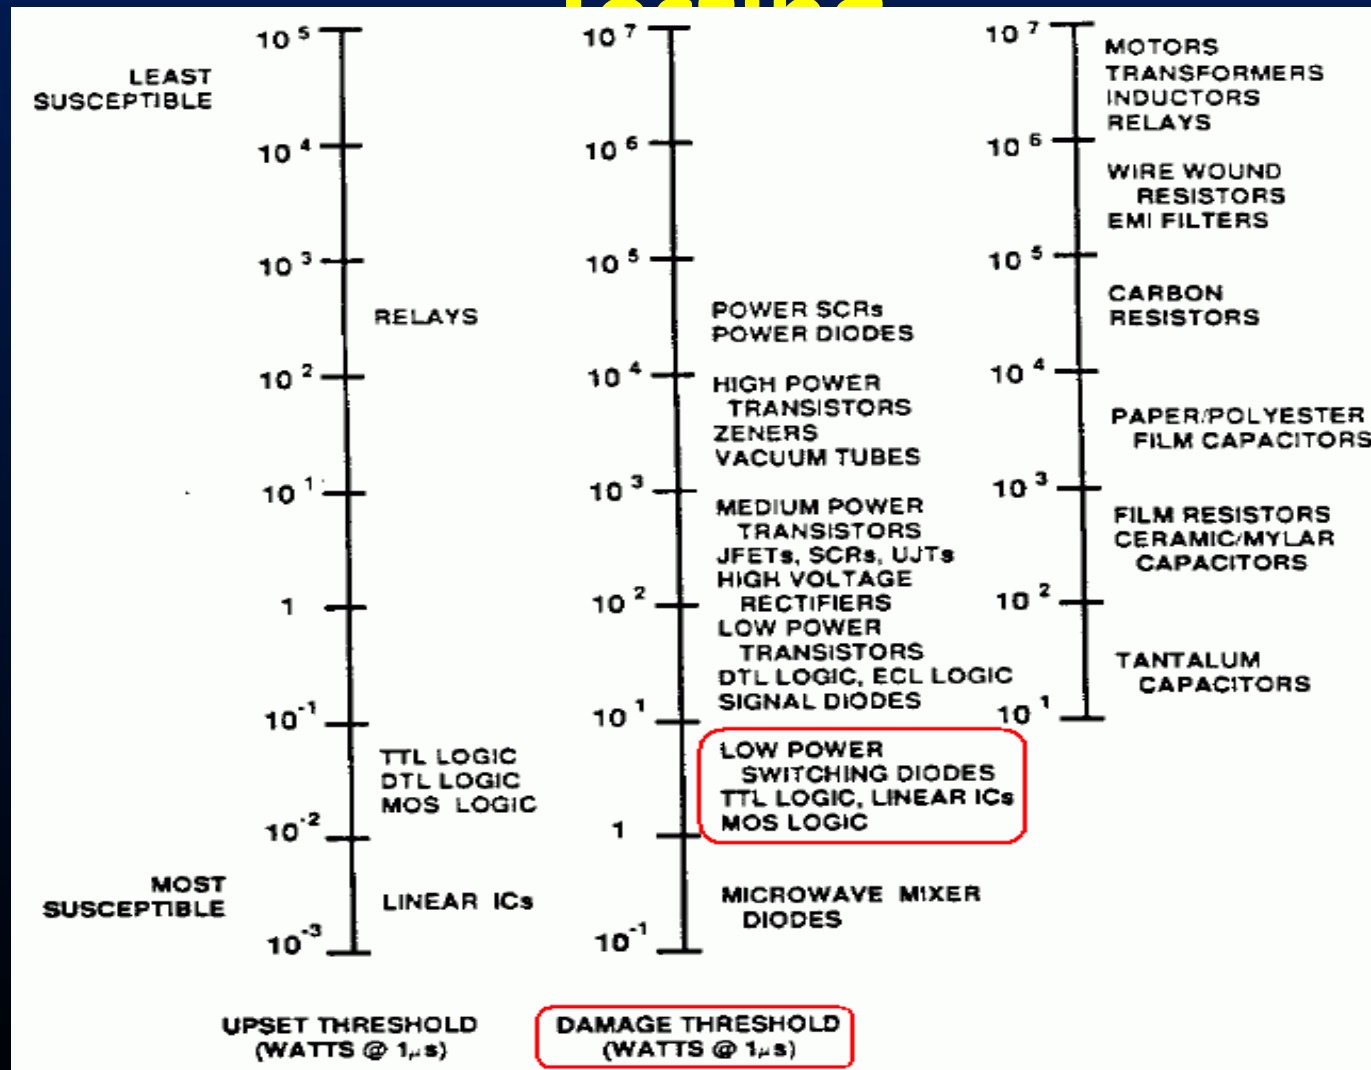 10^5
LEAST
SUSCEPTIBLE
10^4
10^3
RELAYS
10^2
10^1
1
10^-1
TTL LOGIC
DTL LOGIC
MOS LOGIC
10^-2
MOST
SUSCEPTIBLE
LINEAR ICs
10^-3
UPSET THRESHOLD
(WATTS @ 1μs)
10^7
10^6
10^5
POWER SCRs
POWER DIODES
10^4
HIGH POWER
TRANSISTORS
ZENERS
VACUUM TUBES
10^3
MEDIUM POWER
TRANSISTORS
JFETs, SCRs, UJTs
HIGH VOLTAGE
RECTIFIERS
10^2
LOW POWER
TRANSISTORS
DTL LOGIC, ECL LOGIC
SIGNAL DIODES
10^1
LOW POWER
SWITCHING DIODES
TTL LOGIC, LINEAR ICs
MOS LOGIC
1
MICROWAVE MIXER
DIODES
10^-1
DAMAGE THRESHOLD
(WATTS @ 1μs)
10^7
MOTORS
TRANSFORMERS
INDUCTORS
RELAYS
10^6
WIRE WOUND
RESISTORS
EMI FILTERS
10^5
CARBON
RESISTORS
10^4
PAPER/POLYESTER
FILM CAPACITORS
10^3
FILM RESISTORS
CERAMIC/MYLAR
CAPACITORS
10^2
TANTALUM
CAPACITORS
10^1